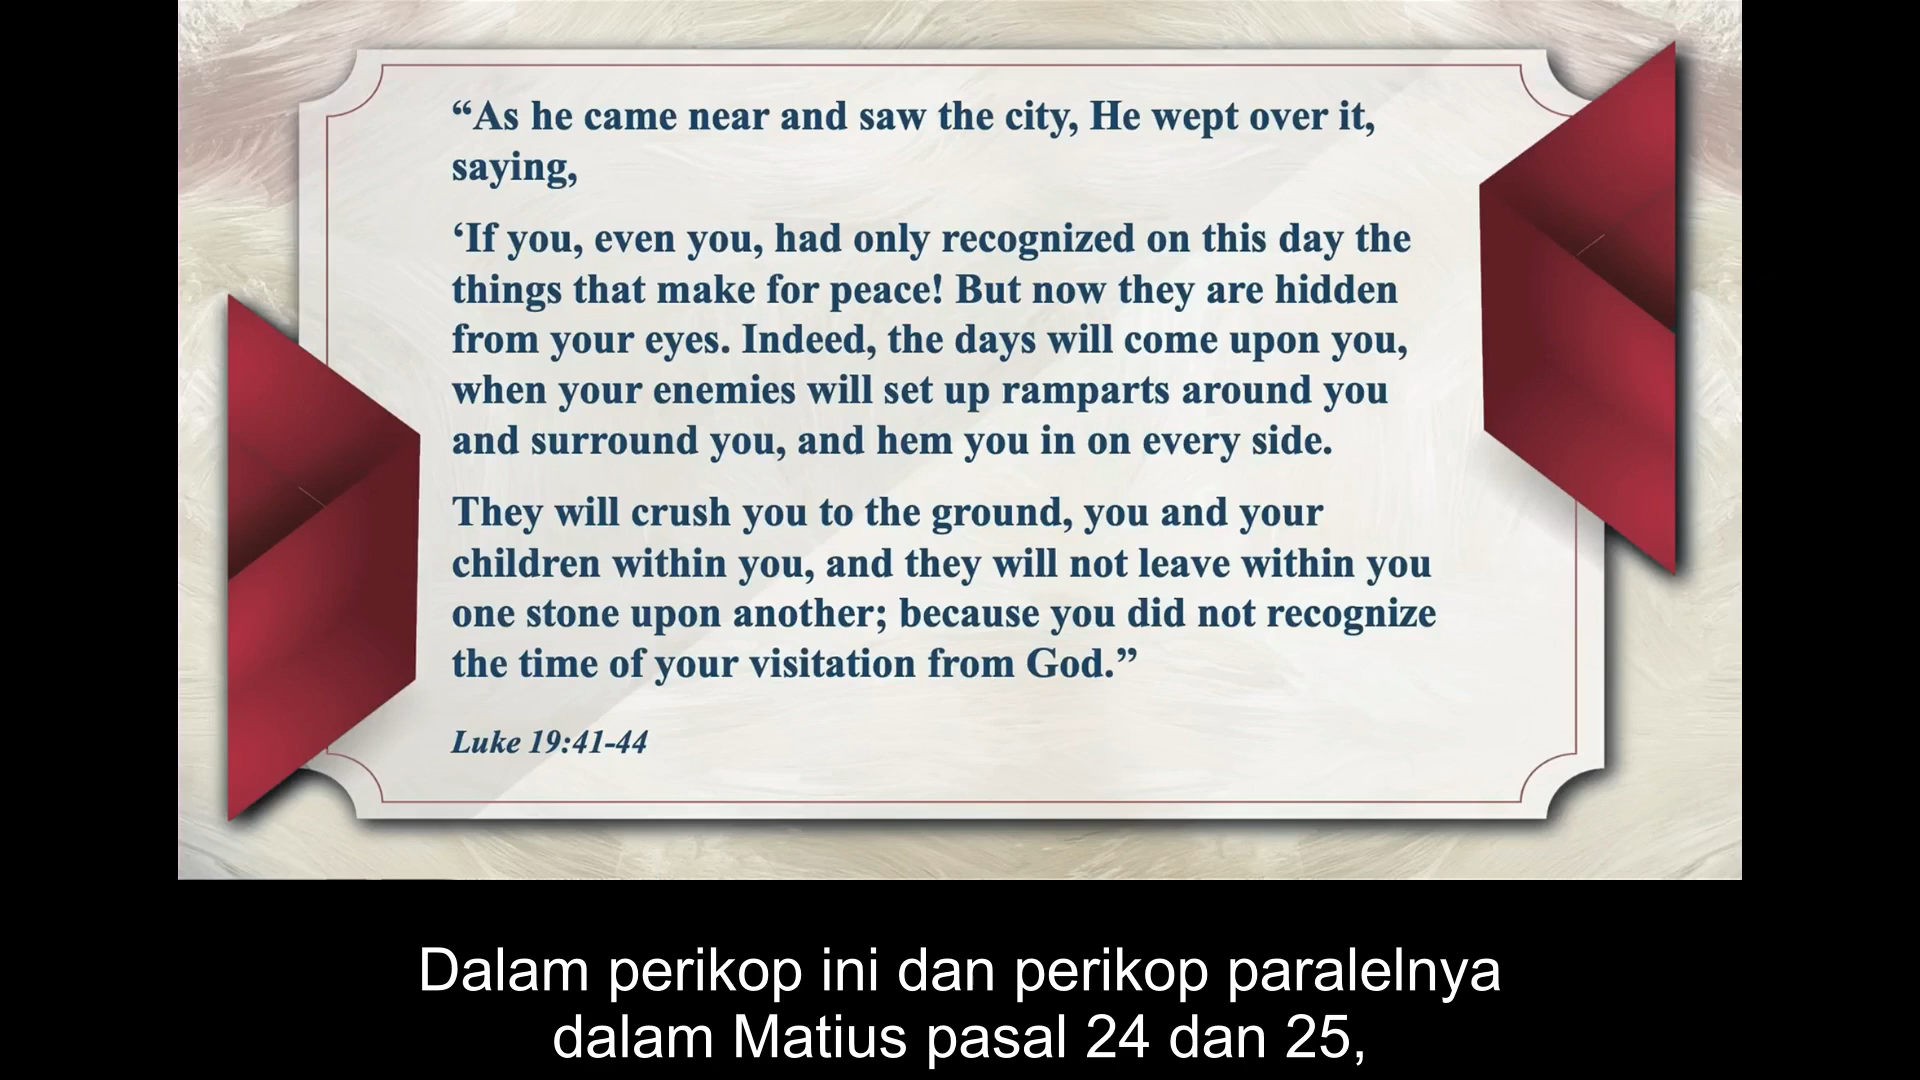 “As he came near and saw the city, He wept over it,
saying,
‘If you, even you, had only recognized on this day the
things that make for peace! But now they are hidden
from your eyes. Indeed, the days will come upon you,
when your enemies will set up ramparts around you
and surround you, and hem you in on every side.
They will crush you to the ground, you and your
children within you, and they will not leave within you
one stone upon another; because you did not recognize
the time of your visitation from God.”
Luke 19:41-44
Dalam perikop ini dan perikop paralelnya
dalam Matius pasal 24 dan 25,